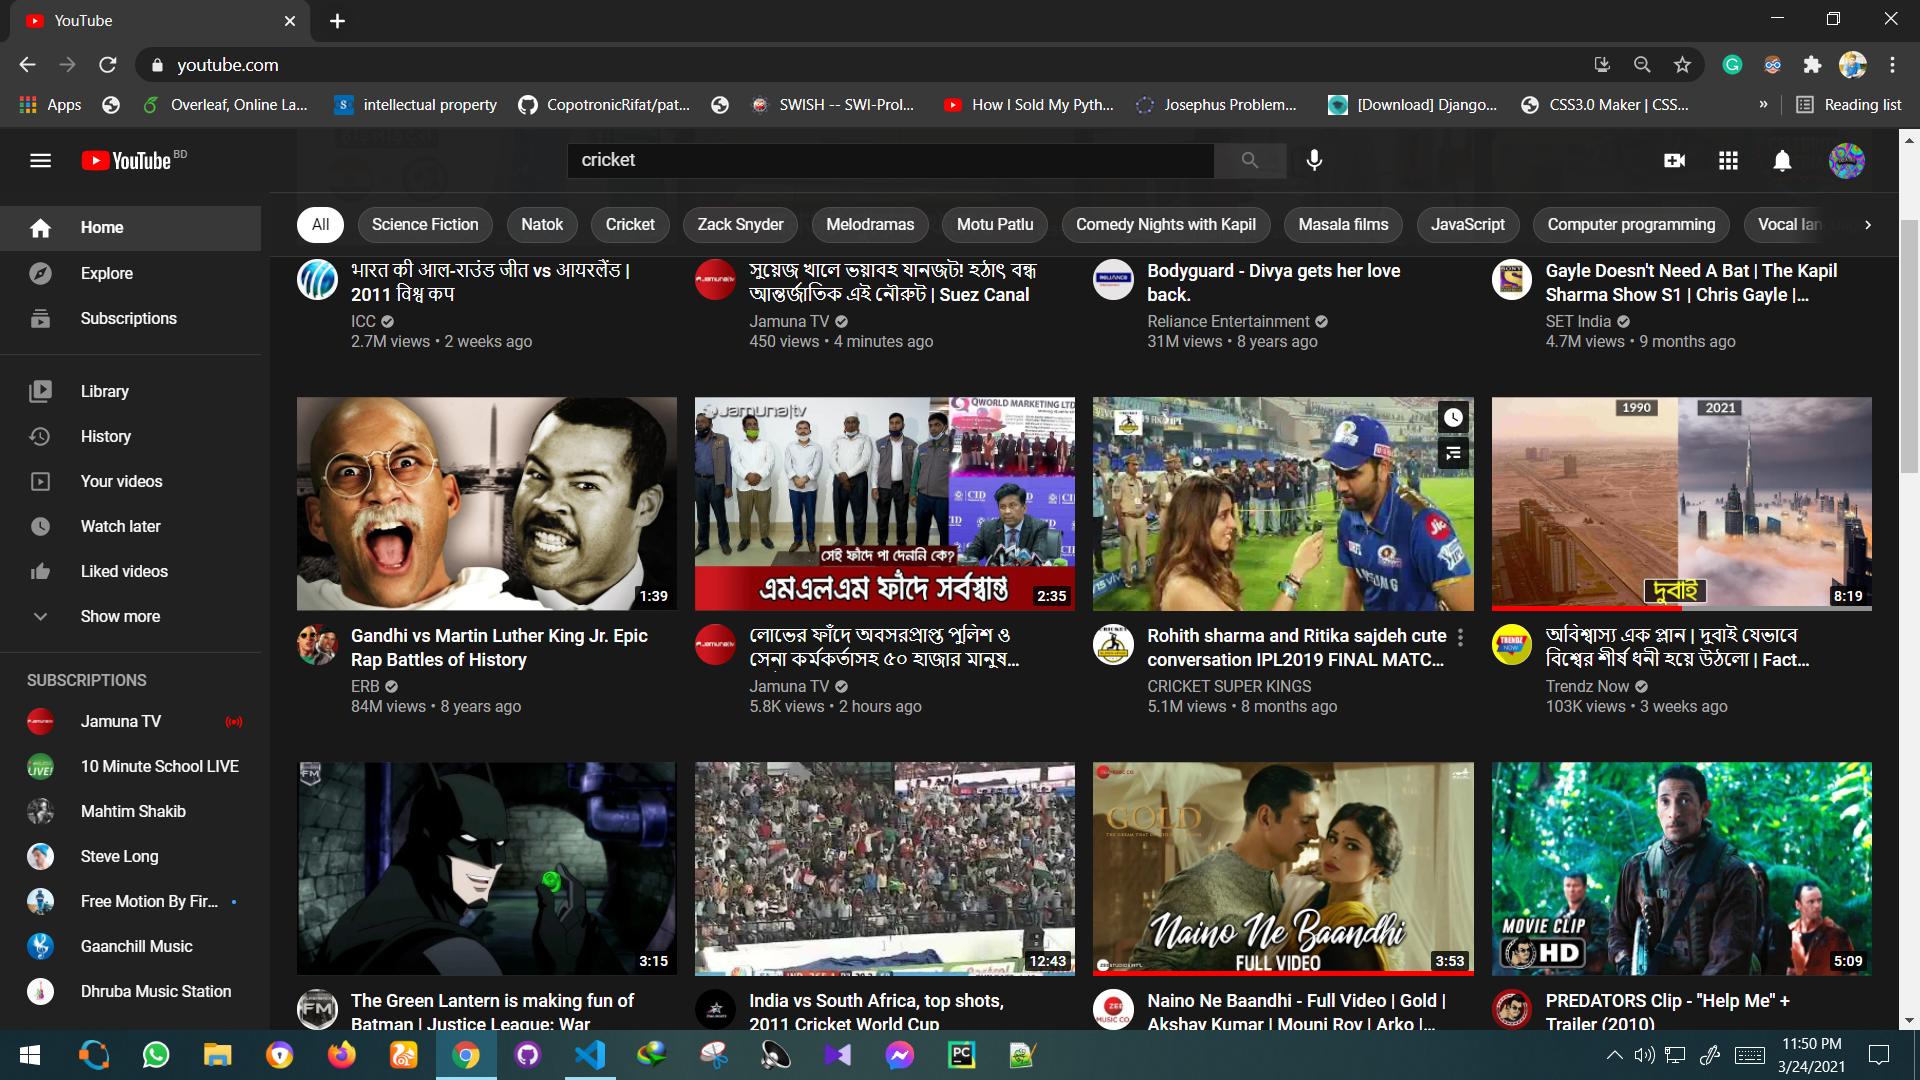 YouTube
youtube.com
Apps
Overleaf, Online La...
intellectual property
CopotronicRifat/pat...
SWISH -- SWI-Prol...
How I Sold My Pyth...
Josephus Problem...
[Download] Django...
CSS3.0 Maker | CSS...
»
Reading list
YouTube BD
cricket
All
Science Fiction
Natok
Cricket
Zack Snyder
Melodramas
Motu Patlu
Comedy Nights with Kapil
Masala films
JavaScript
Computer programming
Home
Explore
Subscriptions
Library
History
Your videos
Watch later
Liked videos
Show more
SUBSCRIPTIONS
Jamuna TV
10 Minute School LIVE
Mahtim Shakib
Steve Long
Free Motion By Fir...
Gaanchill Music
Dhruba Music Station
भारत की आल-राउंड जीत vs आयरलैंड |
2011 विश्व कप
ICC
2.7M views • 2 weeks ago
সুয়েজ খালে ভয়াবহ যানজট! হঠাৎ বন্ধ
আন্তর্জাতিক এই নৌরুট | Suez Canal
Jamuna TV
450 views • 4 minutes ago
Bodyguard - Divya gets her love
back.
Reliance Entertainment
31M views • 8 years ago
Gayle Doesn't Need A Bat | The Kapil
Sharma Show S1 | Chris Gayle |...
SET India
4.7M views • 9 months ago
1:39
Gandhi vs Martin Luther King Jr. Epic
Rap Battles of History
ERB
84M views • 8 years ago
Jamuna tv
QWORLD MARKETING LTD
CID
সেই ফাঁদে পা দেননি কে?
এমএলএম ফাঁদে সর্বস্বান্ত
2:35
লোভের ফাঁদে অবসরপ্রাপ্ত পুলিশ ও
সেনা কর্মকর্তাসহ ৫০ হাজার মানুষ...
Jamuna TV
5.8K views • 2 hours ago
Jio
SAMSUNG
Rohith sharma and Ritika sajdeh cute
conversation IPL2019 FINAL MATC...
CRICKET SUPER KINGS
5.1M views • 8 months ago
1990
2021
দুবাই
8:19
অবিশ্বাস্য এক প্লান | দুবাই যেভাবে
বিশ্বের শীর্ষ ধনী হয়ে উঠলো | Fact...
Trendz Now
103K views • 3 weeks ago
FM
3:15
The Green Lantern is making fun of
Batman | Justice League: War
12:43
India vs South Africa, top shots,
2011 Cricket World Cup
GOLD
Naino Ne Baandhi
FULL VIDEO
3:53
Naino Ne Baandhi - Full Video | Gold |
Akshay Kumar | Mouni Roy | Arko |...
MOVIE CLIP
HD
5:09
PREDATORS Clip - "Help Me" +
Trailer (2010)
11:50 PM
3/24/2021